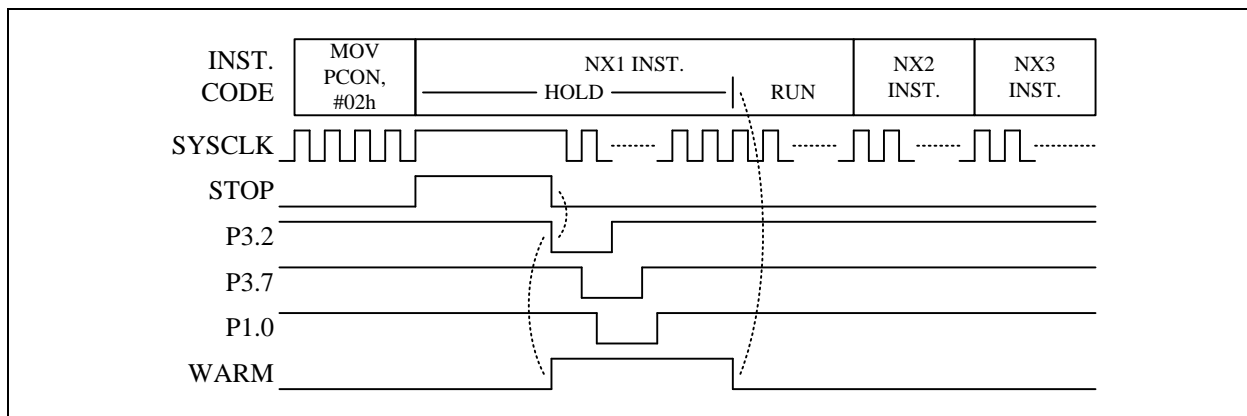 INST. CODE
MOV PCON, #02h
NX1 INST.
HOLD
RUN
NX2 INST.
NX3 INST.
SYSCLK
STOP
P3.2
P3.7
P1.0
WARM